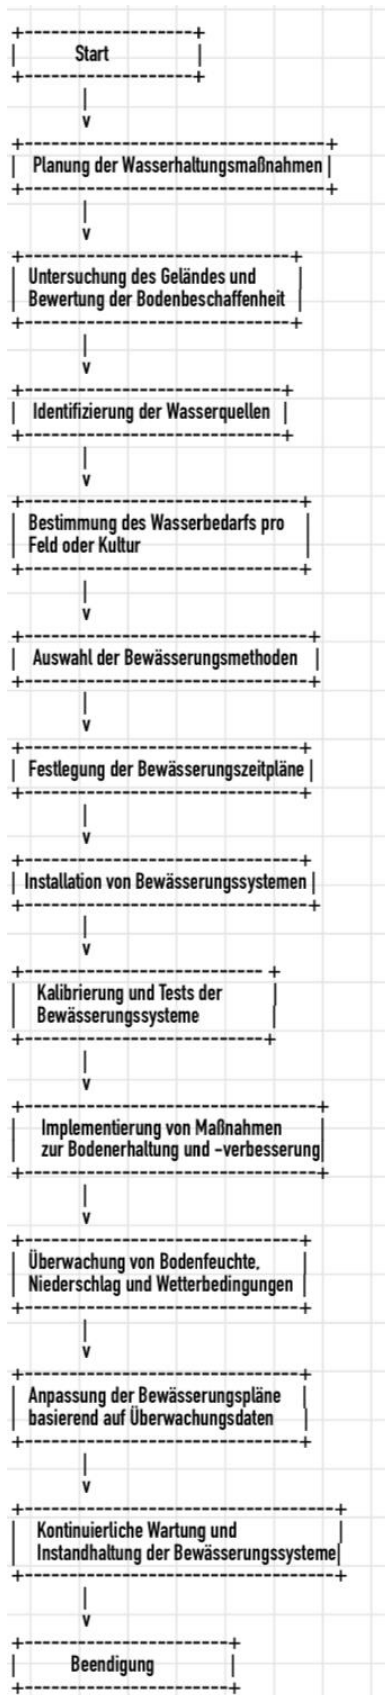 Start
Planung der Wasserhaltungsmaßnahmen
Untersuchung des Geländes und
Bewertung der Bodenbeschaffenheit
Identifizierung der Wasserquellen
Bestimmung des Wasserbedarfs pro
Feld oder Kultur
Auswahl der Bewässerungsmethoden
Festlegung der Bewässerungszeitpläne
Installation von Bewässerungssystemen
Kalibrierung und Tests der
Bewässerungssysteme
Implementierung von Maßnahmen
zur Bodenerhaltung und -verbesserung
Überwachung von Bodenfeuchte,
Niederschlag und Wetterbedingungen
Anpassung der Bewässerungspläne
basierend auf Überwachungsdaten
Kontinuierliche Wartung und
Instandhaltung der Bewässerungssysteme
Beendigung